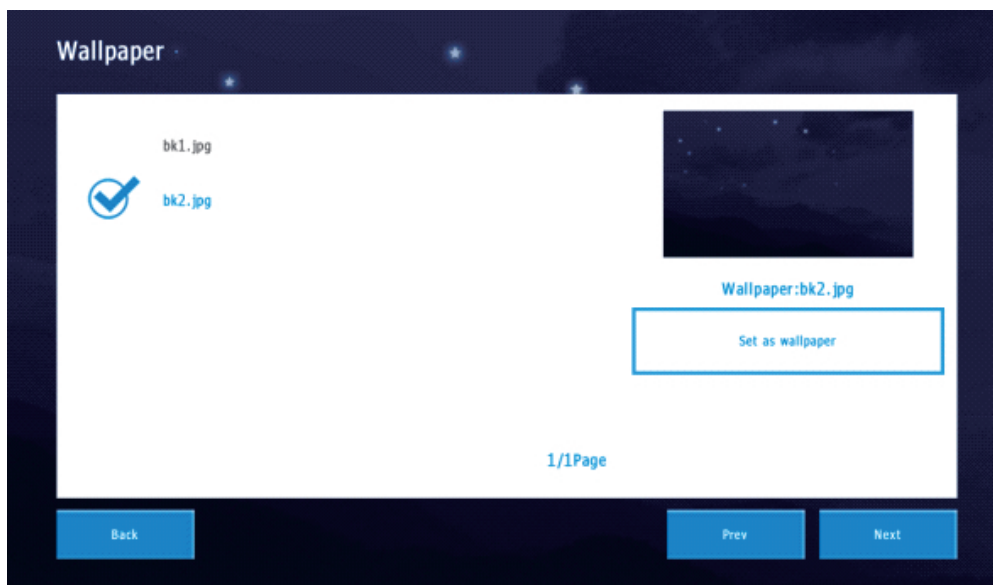 Wallpaper
bk1.jpg
bk2.jpg
Wallpaper:bk2.jpg
Set as wallpaper
1/1Page
Back
Prev
Next